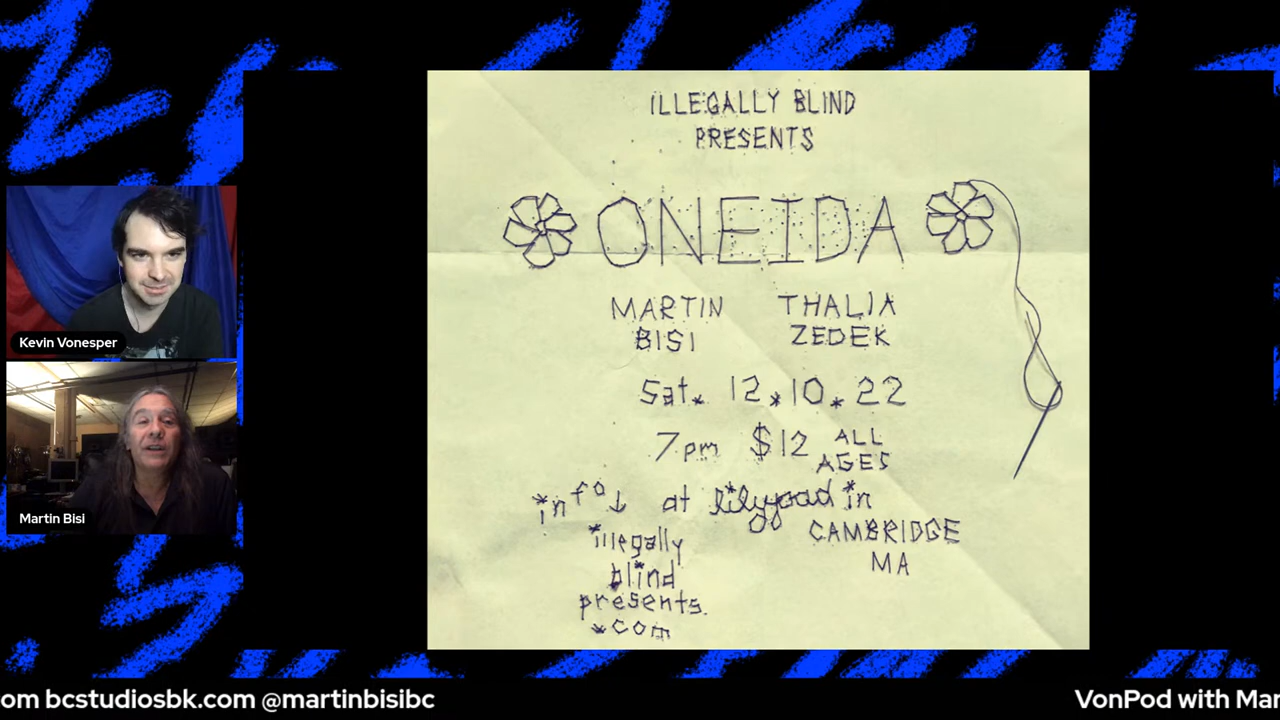 ILLEGALLY BLIND
PRESENTS
ONEIDA
MARTIN BISI
THALIA ZEDEK
Sat. 12.10.22
7pm $12 ALL AGES
info↓ at lilypad in
CAMBRIDGE
MA
illegally
blind
presents.
com
Kevin Vonesper
Martin Bisi
om bcstudiosbk.com @martinbisibc
VonPod with Mar